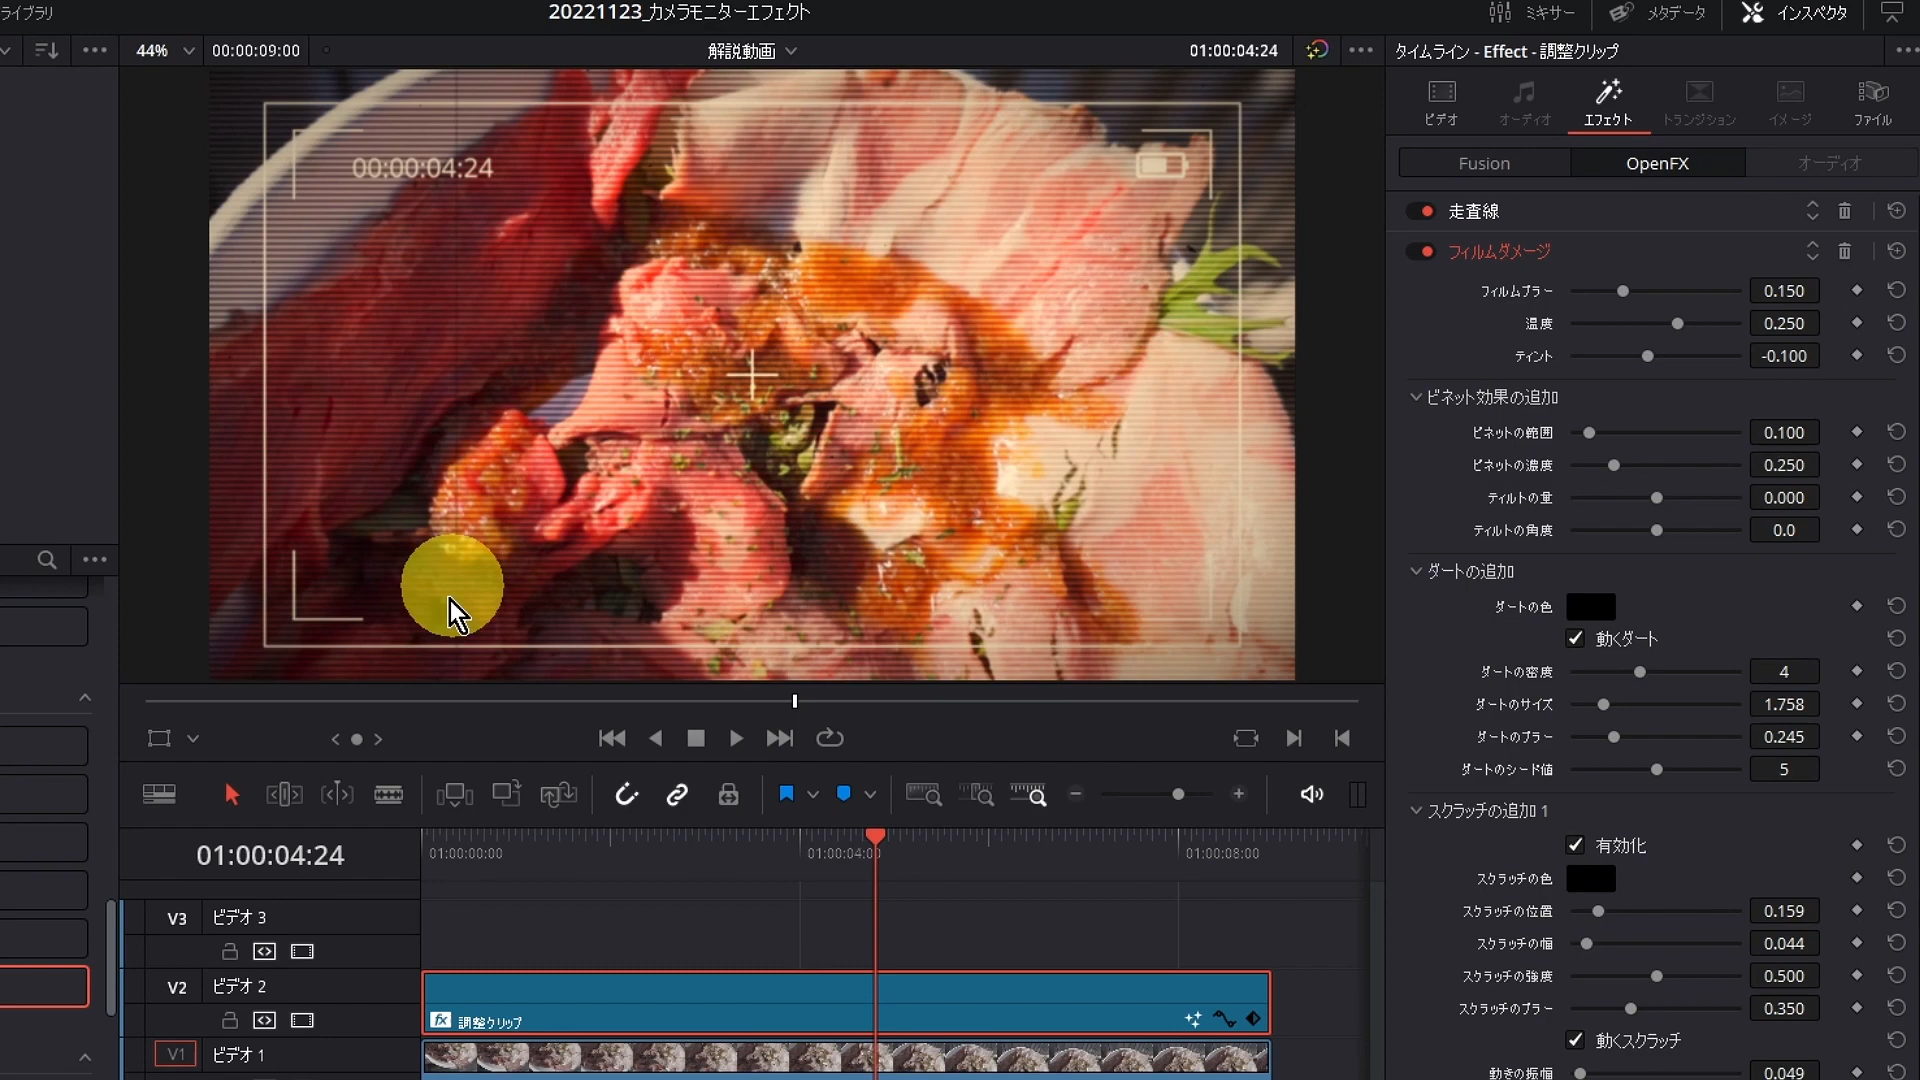 ライブラリ
20221123_カメラモニターエフェクト
ミキサー
メタデータ
インスペクタ
44%
00:00:09:00
解説動画
01:00:04:24
タイムライン - Effect - 調整クリップ
ビデオ
オーディオ
エフェクト
トランジション
イメージ
ファイル
Fusion
OpenFX
オーディオ
00:00:04:24
走査線
フィルムダメージ
フィルムブラー 0.150
温度 0.250
ティント -0.100
ビネット効果の追加
ビネットの範囲 0.100
ビネットの濃度 0.250
ティルトの量 0.000
ティルトの角度 0.0
ダートの追加
ダートの色
動くダート
ダートの密度 4
ダートのサイズ 1.758
ダートのブラー 0.245
ダートのシード値 5
スクラッチの追加 1
有効化
スクラッチの色
スクラッチの位置 0.159
スクラッチの幅 0.044
スクラッチの強度 0.500
スクラッチのブラー 0.350
動くスクラッチ
動きの振幅 0.049
01:00:04:24
01:00:00:00
01:00:04:00
01:00:08:00
V3 ビデオ 3
V2 ビデオ 2
fx 調整クリップ
V1 ビデオ 1